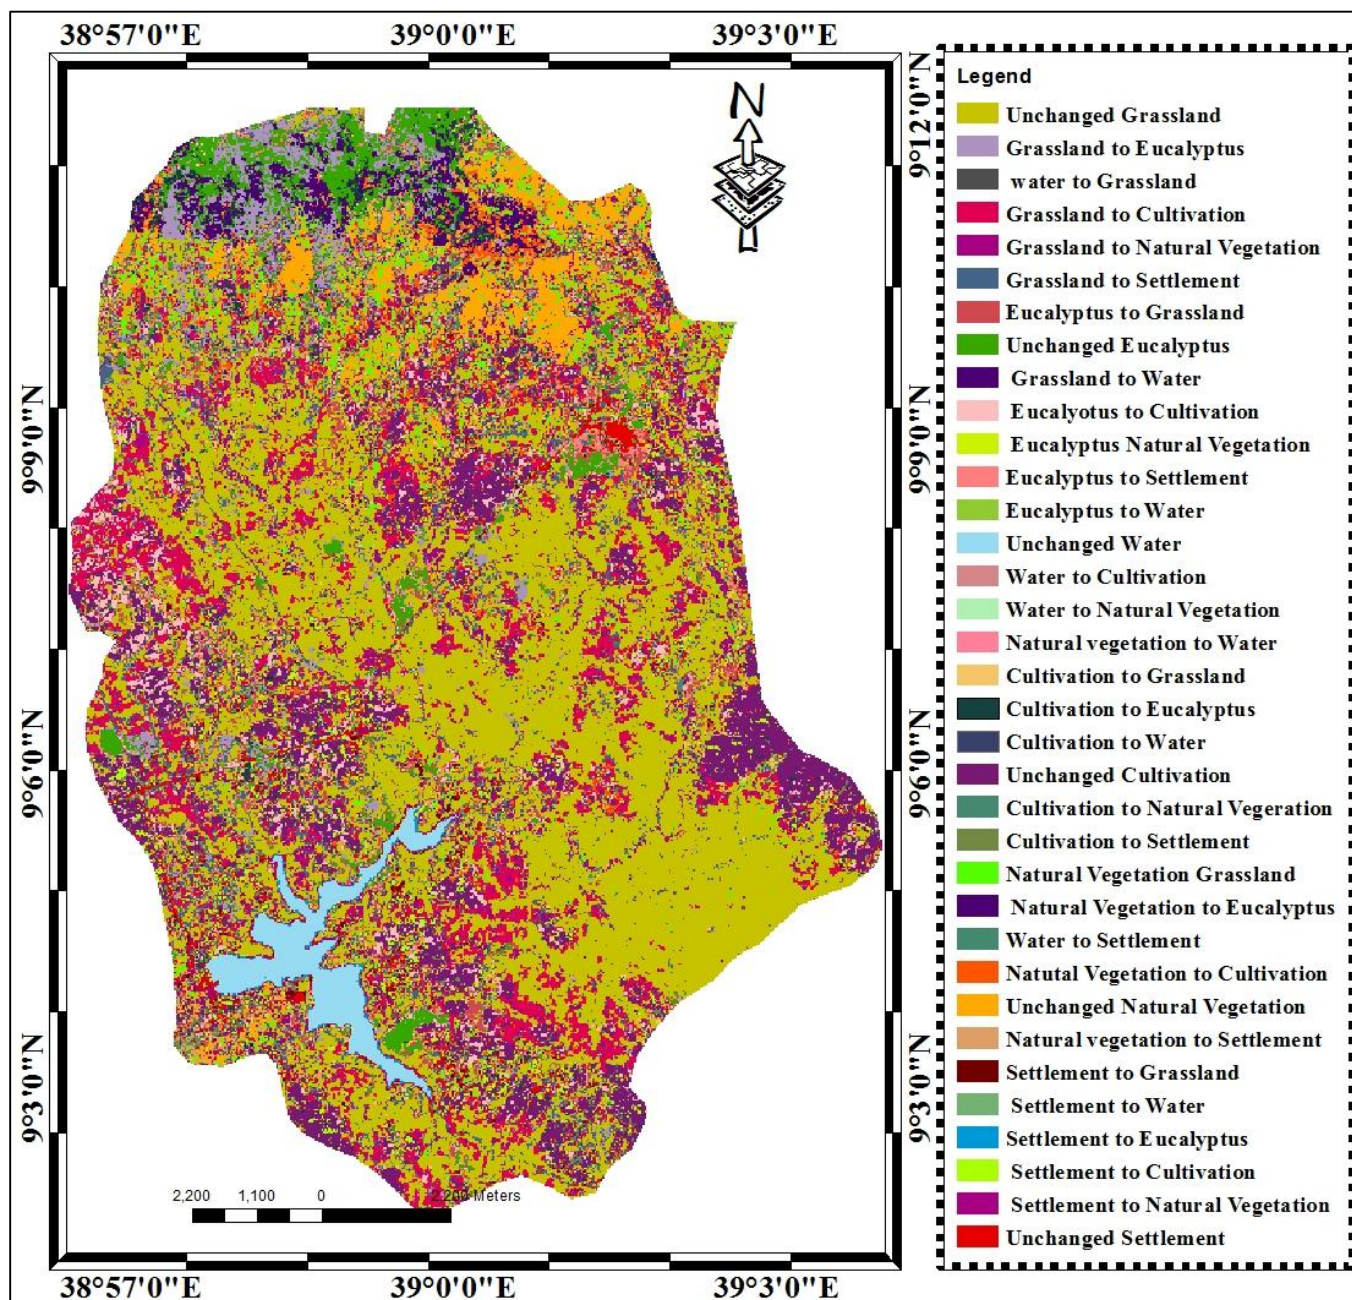 38°57'0"E 39°0'0"E 39°3'0"E
N
9°12'0"N
9°9'0"N 9°9'0"N
9°6'0"N 9°6'0"N
9°3'0"N 9°3'0"N
2,200 1,100 0 2,200 Meters
38°57'0"E 39°0'0"E 39°3'0"E
Legend
Unchanged Grassland
Grassland to Eucalyptus
water to Grassland
Grassland to Cultivation
Grassland to Natural Vegetation
Grassland to Settlement
Eucalyptus to Grassland
Unchanged Eucalyptus
Grassland to Water
Eucalyotus to Cultivation
Eucalyptus Natural Vegetation
Eucalyptus to Settlement
Eucalyptus to Water
Unchanged Water
Water to Cultivation
Water to Natural Vegetation
Natural vegetation to Water
Cultivation to Grassland
Cultivation to Eucalyptus
Cultivation to Water
Unchanged Cultivation
Cultivation to Natural Vegeration
Cultivation to Settlement
Natural Vegetation Grassland
Natural Vegetation to Eucalyptus
Water to Settlement
Natutal Vegetation to Cultivation
Unchanged Natural Vegetation
Natural vegetation to Settlement
Settlement to Grassland
Settlement to Water
Settlement to Eucalyptus
Settlement to Cultivation
Settlement to Natural Vegetation
Unchanged Settlement